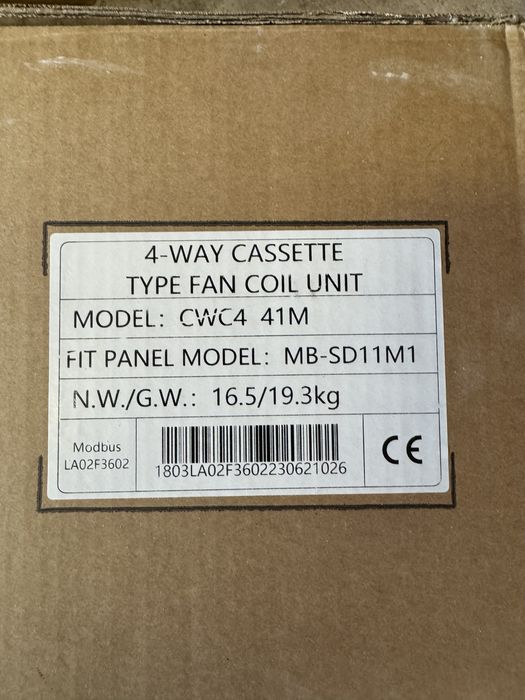 4-WAY CASSETTE
TYPE FAN COIL UNIT
MODEL: CWC4 41M
FIT PANEL MODEL: MB-SD11M1
N.W./G.W.: 16.5/19.3kg
Modbus
LA02F3602
1803LA02F3602230621026
CE